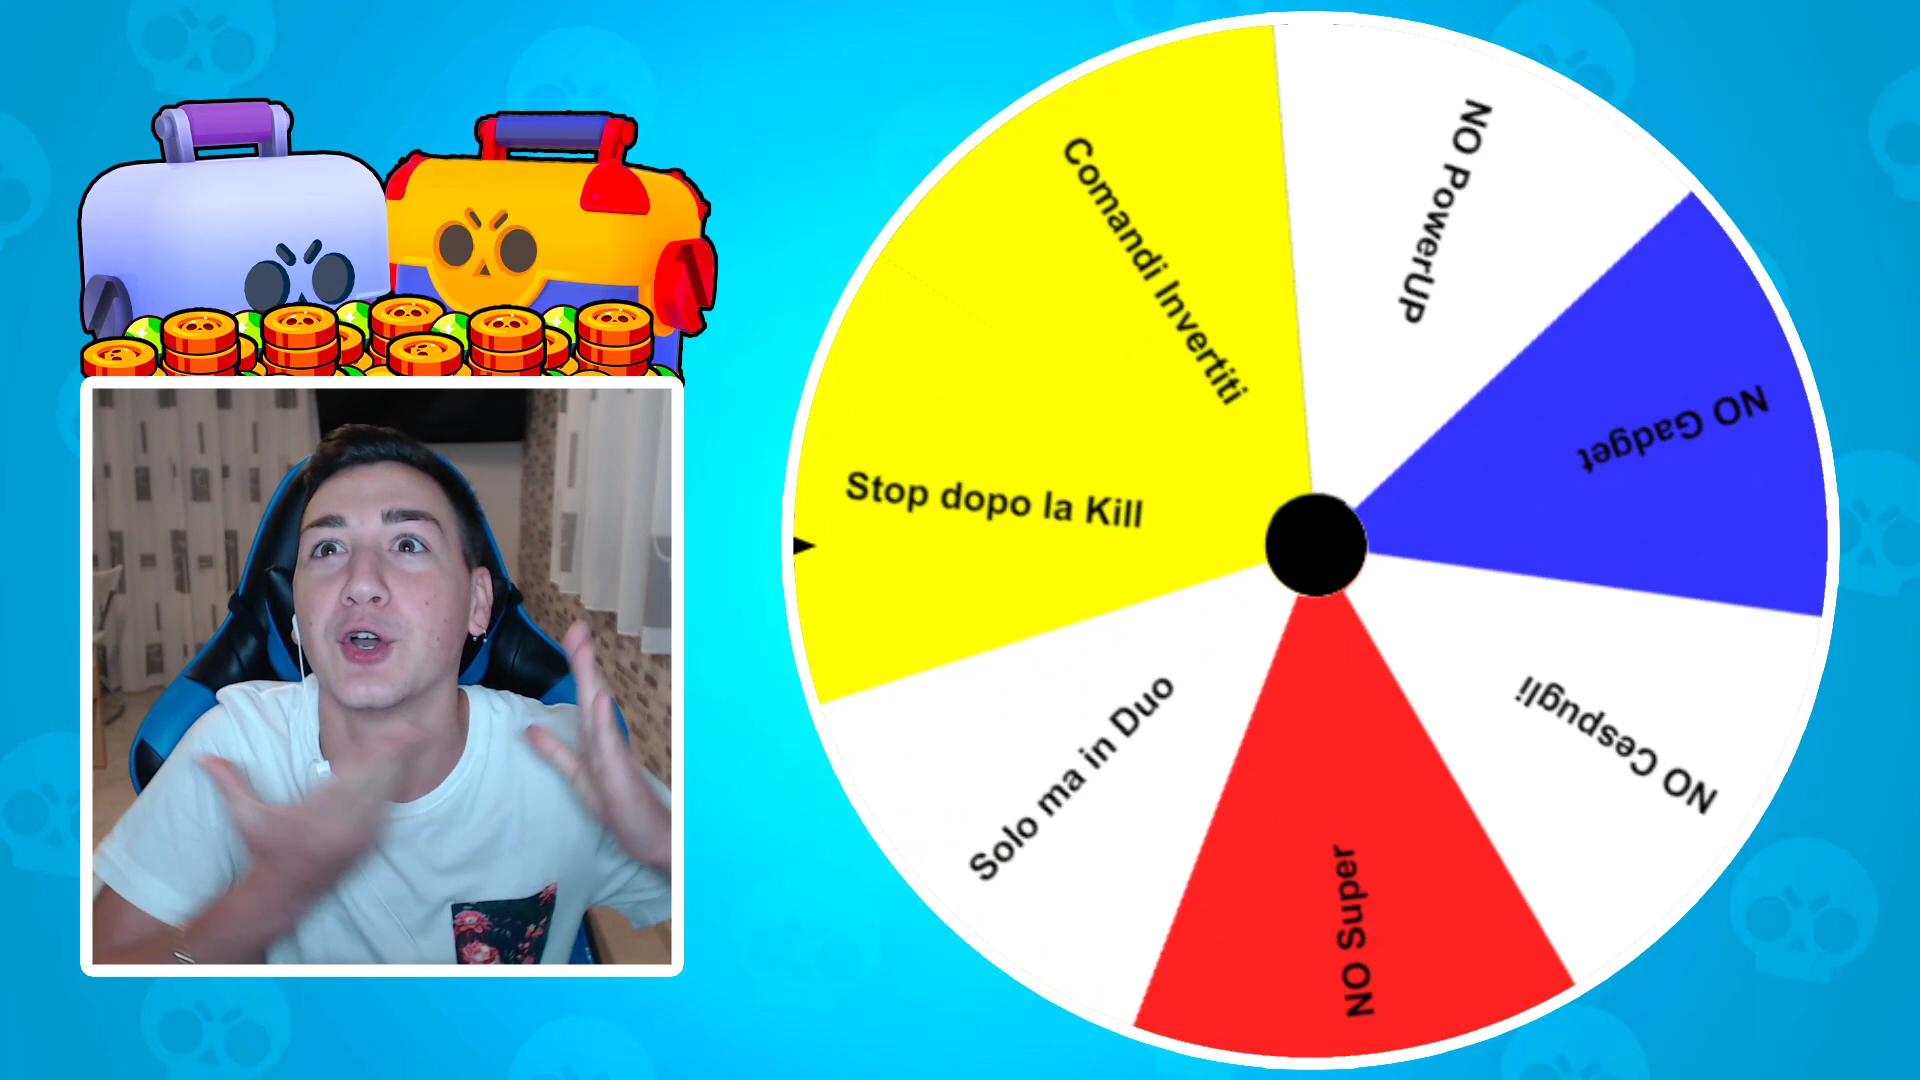 Comandi Invertiti
NO PowerUP
NO Gadget
Stop dopo la Kill
NO Cespugli
Solo ma in Duo
NO Super